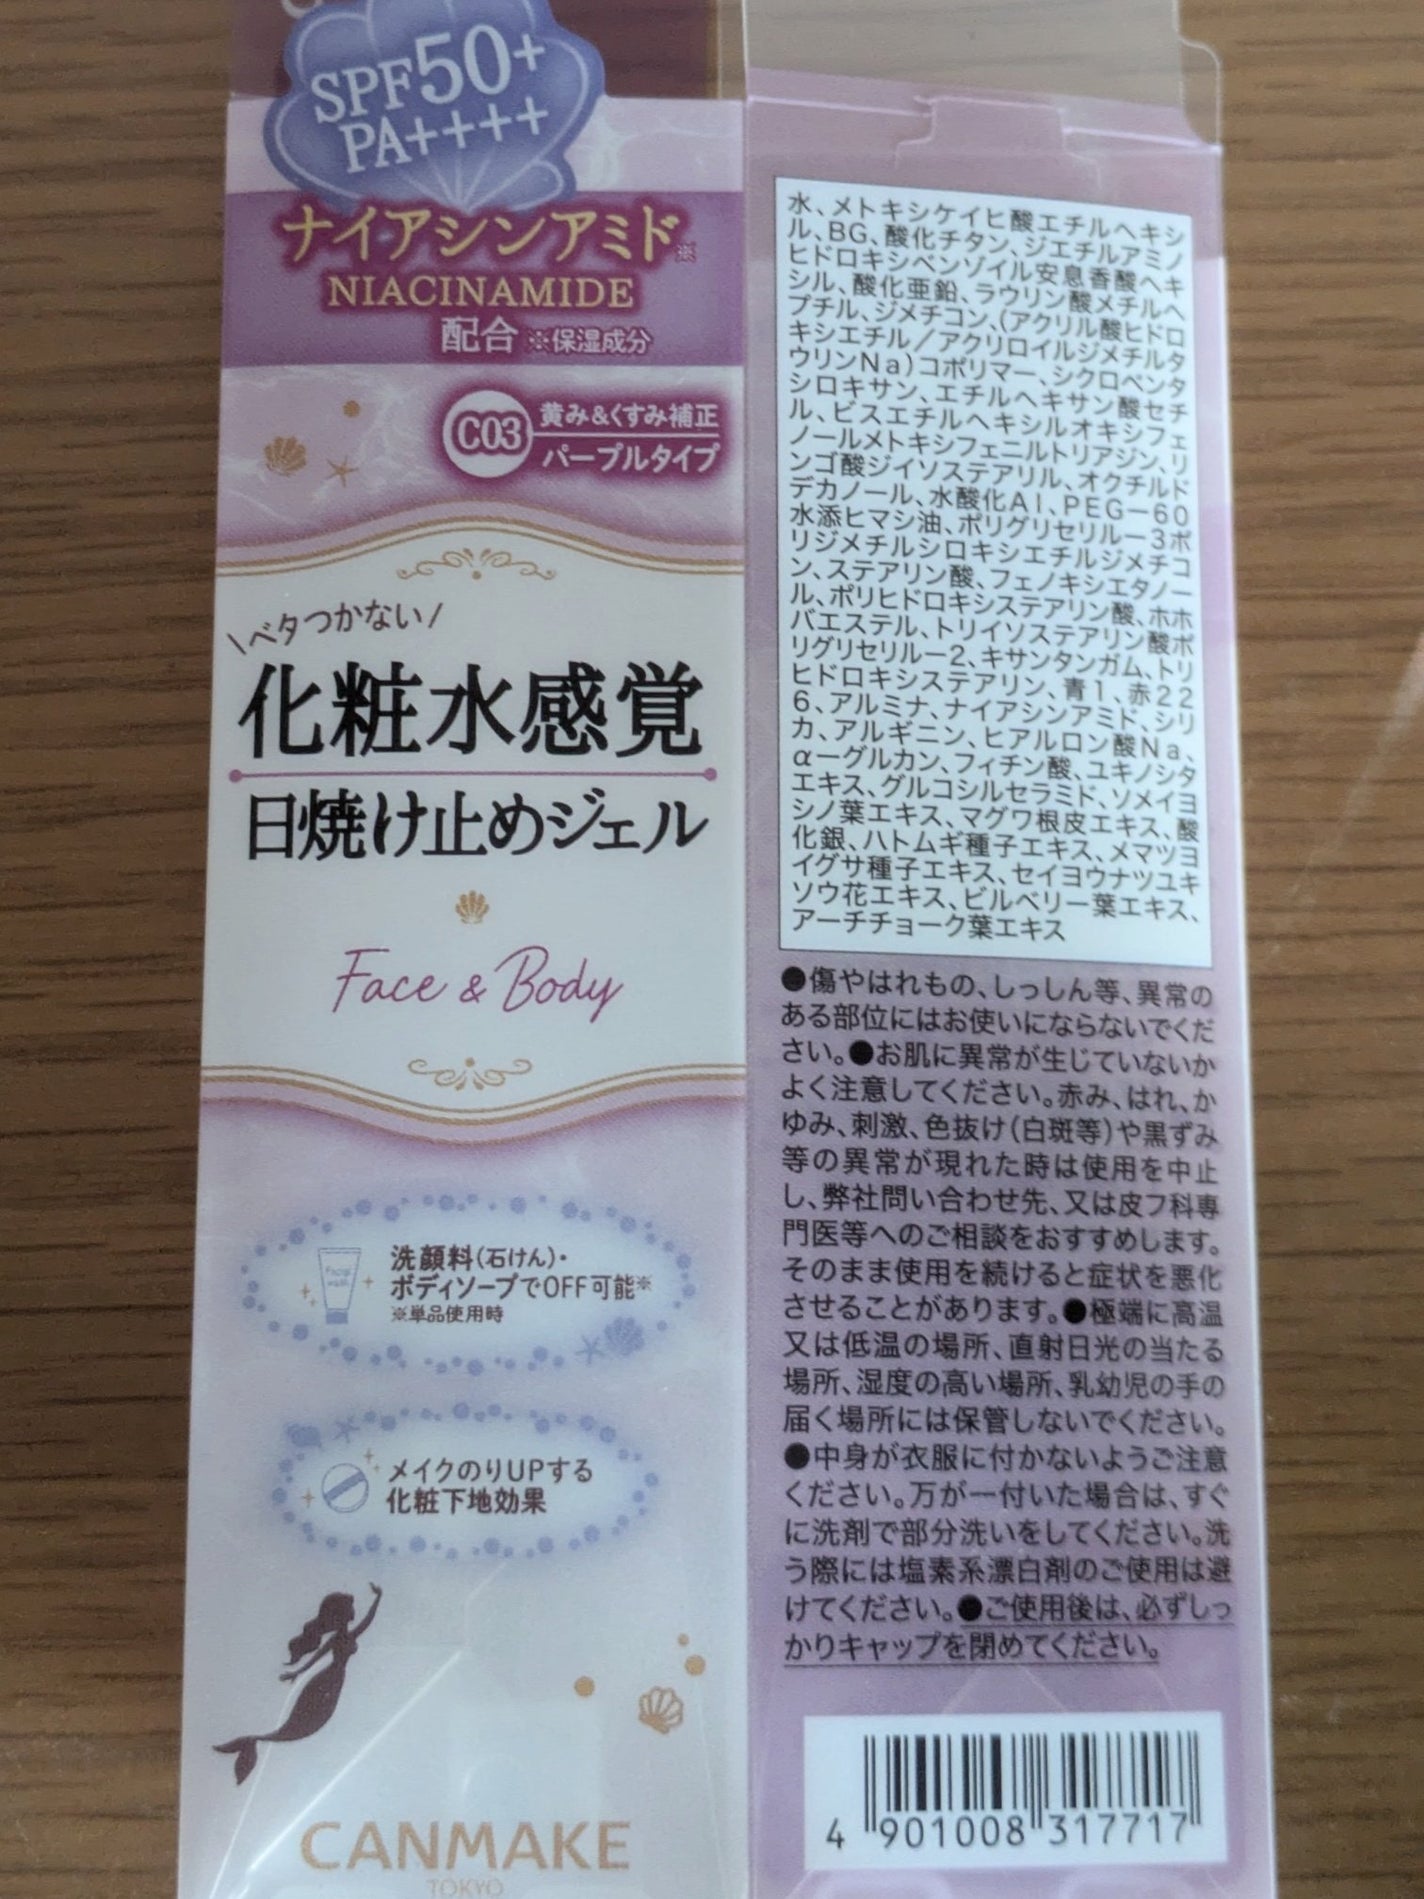 SPF50+
PA++++
ナイアシンアミド※
NIACINAMIDE
配合 ※保湿成分
C03
黄み&くすみ補正
パープルタイプ
\ベタつかない/
化粧水感覚
日焼け止めジェル
Face & Body
洗顔料(石けん)・
ボディソープでOFF可能※
※単品使用時
メイクのりUPする
化粧下地効果
CANMAKE
TOKYO
水、メトキシケイヒ酸エチルヘキシ
ル、BG、酸化チタン、ジエチルアミノ
ヒドロキシベンゾイル安息香酸ヘキ
シル、酸化亜鉛、ラウリン酸メチルヘ
プチル、ジメチコン、(アクリル酸ヒドロ
キシエチル/アクリロイルジメチルタ
ウリンNa)コポリマー、シクロペンタ
シロキサン、エチルヘキサン酸セチ
ル、ビスエチルヘキシルオキシフェ
ノールメトキシフェニルトリアジン、リ
ンゴ酸ジイソステアリル、オクチルド
デカノール、水酸化Al、PEG-60
水添ヒマシ油、ポリグリセリル-3ポ
リジメチルシロキシエチルジメチコ
ン、ステアリン酸、フェノキシエタノー
ル、ポリヒドロキシステアリン酸、ホホ
バエステル、トリイソステアリン酸ポ
リグリセリル-2、キサンタンガム、トリ
ヒドロキシステアリン、青1、赤22
6、アルミナ、ナイアシンアミド、シリ
カ、アルギニン、ヒアルロン酸Na、
α-グルカン、フィチン酸、ユキノシタ
エキス、グルコシルセラミド、ソメイヨ
シノ葉エキス、マグワ根皮エキス、酸
化銀、ハトムギ種子エキス、メマツヨ
イグサ種子エキス、セイヨウナツユキ
ソウ花エキス、ビルベリー葉エキス、
アーチチョーク葉エキス
●傷やはれもの、しっしん等、異常の
ある部位にはお使いにならないでくだ
さい。●お肌に異常が生じていないか
よく注意してください。赤み、はれ、か
ゆみ、刺激、色抜け(白斑等)や黒ずみ
等の異常が現れた時は使用を中止
し、弊社問い合わせ先、又は皮フ科専
門医等へのご相談をおすすめします。
そのまま使用を続けると症状を悪化
させることがあります。●極端に高温
又は低温の場所、直射日光の当たる
場所、湿度の高い場所、乳幼児の手の
届く場所には保管しないでください。
●中身が衣服に付かないようご注意
ください。万が一付いた場合は、すぐ
に洗剤で部分洗いをしてください。洗
う際には塩素系漂白剤のご使用は避
けてください。●ご使用後は、必ずしっ
かりキャップを閉めてください。
4 901008 317717